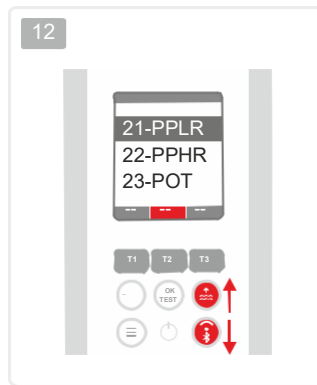 12
21-PPLR
22-PPHR
23-POT
-- -- --
T1 T2 T3
OK
TEST